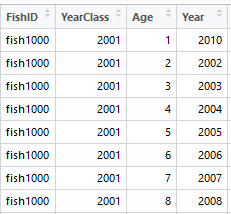 FishID YearClass Age Year
fish1000 2001 1 2010
fish1000 2001 2 2002
fish1000 2001 3 2003
fish1000 2001 4 2004
fish1000 2001 5 2005
fish1000 2001 6 2006
fish1000 2001 7 2007
fish1000 2001 8 2008